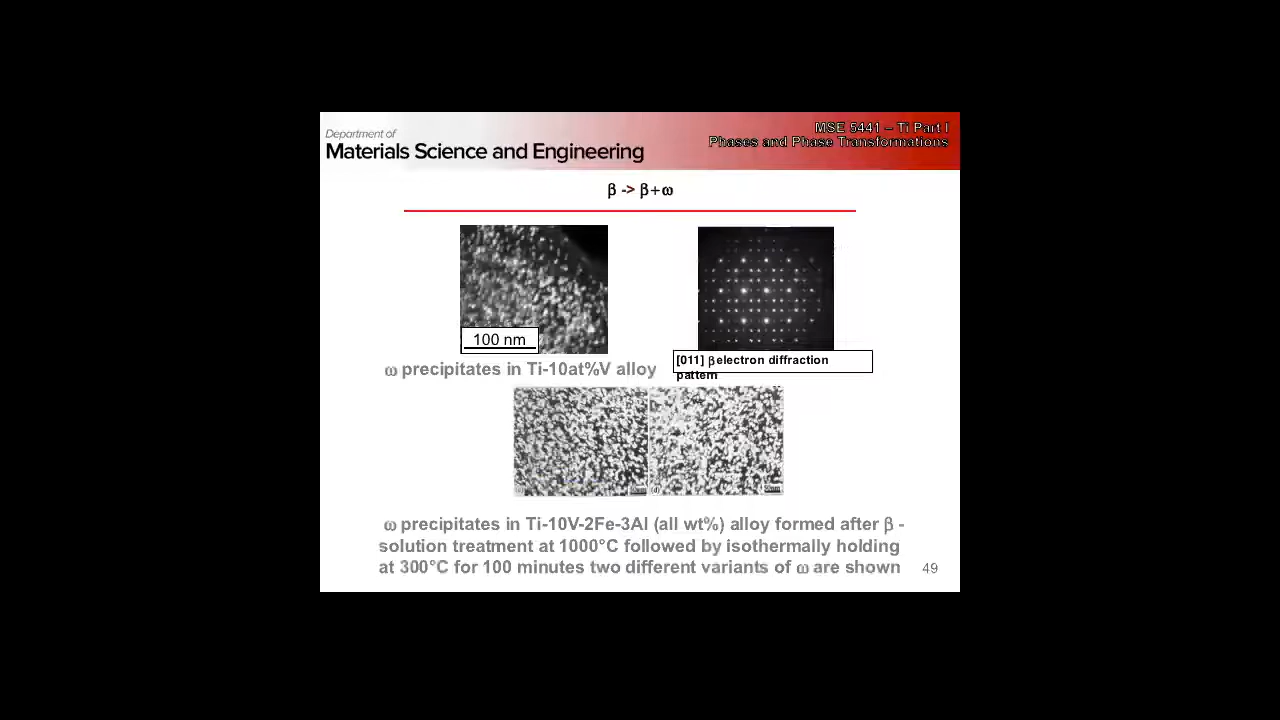 Department of
Materials Science and Engineering
MSE 5441 – Ti Part I
Phases and Phase Transformations
β -> β+ω
100 nm
ω precipitates in Ti-10at%V alloy
[011] β electron diffraction
pattern
(d)
ω precipitates in Ti-10V-2Fe-3Al (all wt%) alloy formed after β -
solution treatment at 1000°C followed by isothermally holding
at 300°C for 100 minutes two different variants of ω are shown
49